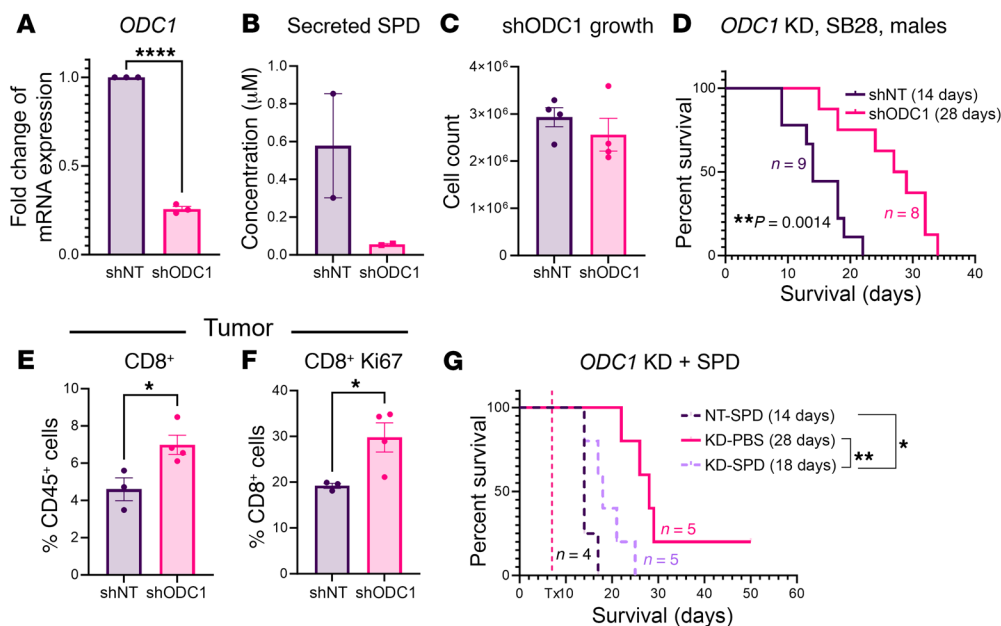 A
ODC1
****
Fold change of
mRNA expression
1.0
0.5
0.0
shNT
shODC1
B
Secreted SPD
Concentration (μM)
1.0
0.8
0.6
0.4
0.2
0.0
shNT
shODC1
C
shODC1 growth
Cell count
4×10⁶
3×10⁶
2×10⁶
1×10⁶
0
shNT
shODC1
D
ODC1 KD, SB28, males
Percent survival
100
50
0
shNT (14 days)
shODC1 (28 days)
n = 9
n = 8
**P = 0.0014
0 10 20 30 40
Survival (days)
Tumor
E
CD8⁺
*
% CD45⁺ cells
10
8
6
4
2
0
shNT
shODC1
F
CD8⁺ Ki67
*
% CD8⁺ cells
40
30
20
10
0
shNT
shODC1
G
ODC1 KD + SPD
Percent survival
100
50
0
NT-SPD (14 days)
KD-PBS (28 days)
KD-SPD (18 days)
**
*
n = 4
n = 5
n = 5
0 Tx 10 20 30 40 50 60
Survival (days)